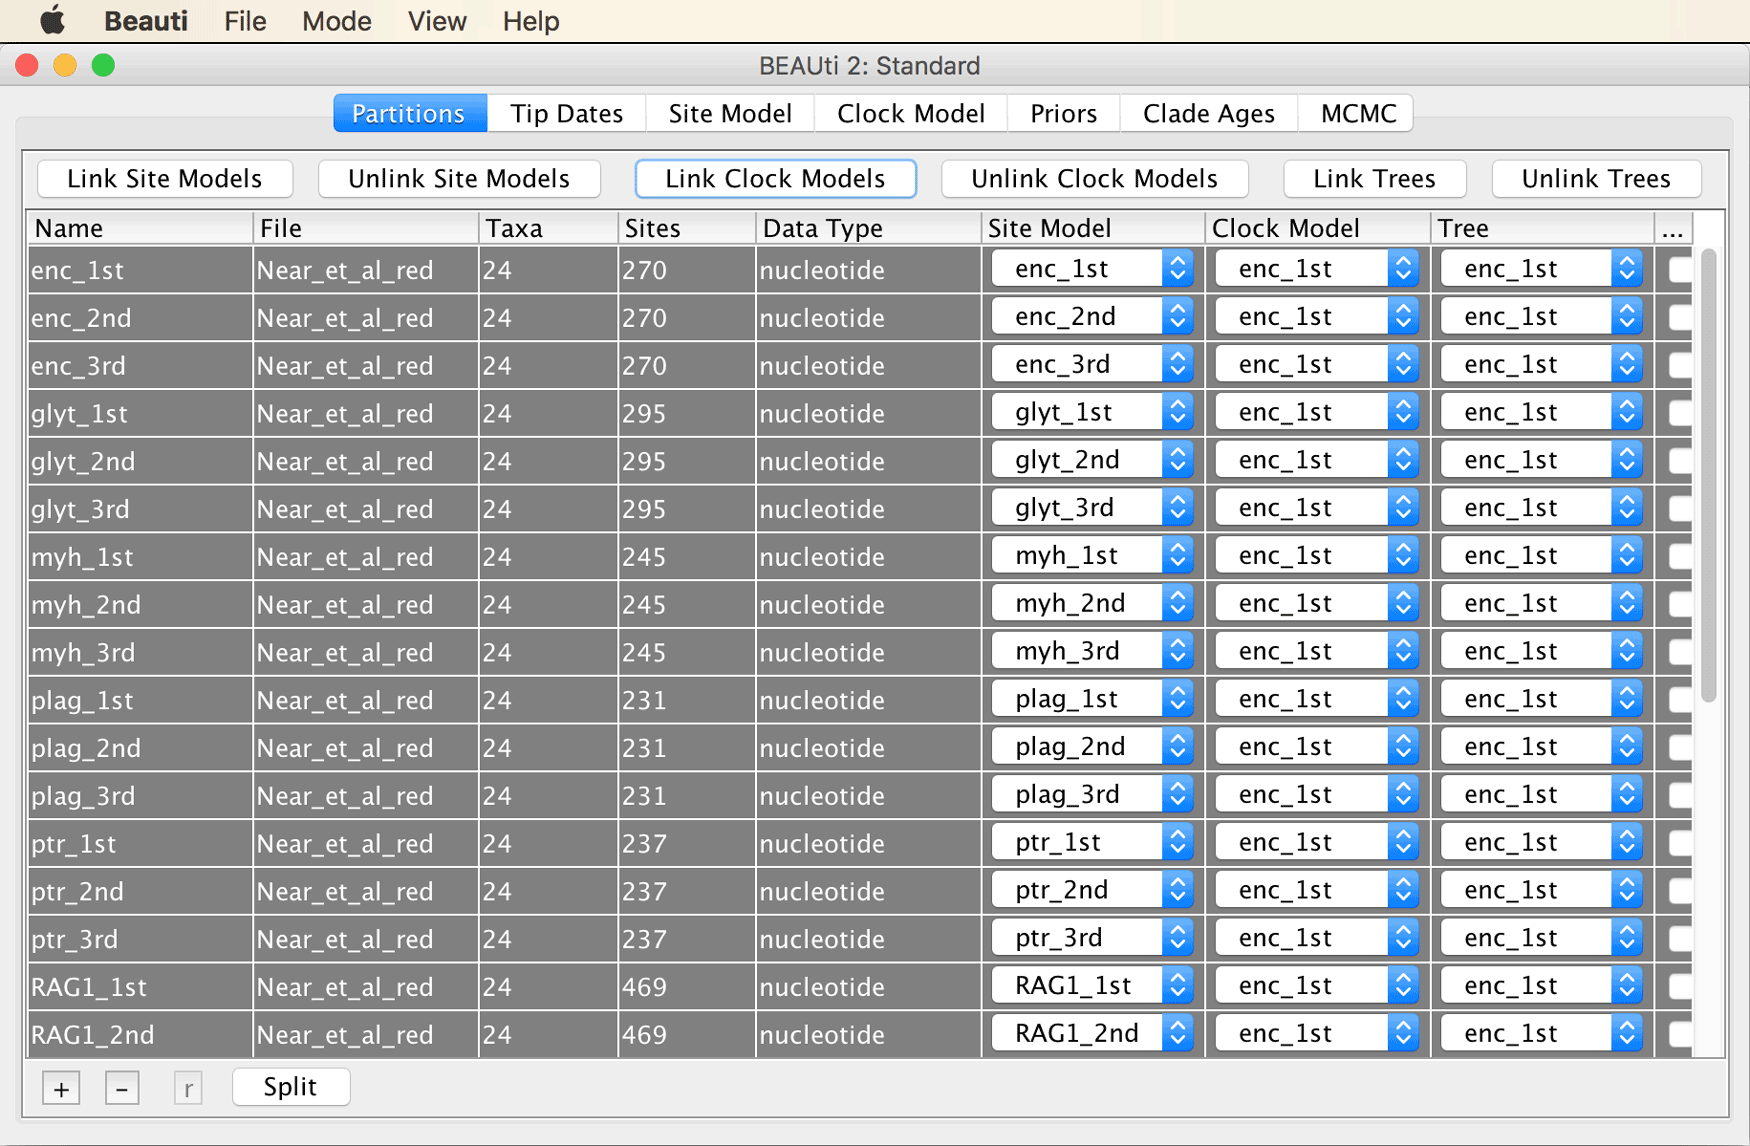 Beauti File Mode View Help
BEAUti 2: Standard
Partitions Tip Dates Site Model Clock Model Priors Clade Ages MCMC
Link Site Models Unlink Site Models Link Clock Models Unlink Clock Models Link Trees Unlink Trees
Name File Taxa Sites Data Type Site Model Clock Model Tree ...
enc_1st Near_et_al_red 24 270 nucleotide enc_1st enc_1st enc_1st
enc_2nd Near_et_al_red 24 270 nucleotide enc_2nd enc_1st enc_1st
enc_3rd Near_et_al_red 24 270 nucleotide enc_3rd enc_1st enc_1st
glyt_1st Near_et_al_red 24 295 nucleotide glyt_1st enc_1st enc_1st
glyt_2nd Near_et_al_red 24 295 nucleotide glyt_2nd enc_1st enc_1st
glyt_3rd Near_et_al_red 24 295 nucleotide glyt_3rd enc_1st enc_1st
myh_1st Near_et_al_red 24 245 nucleotide myh_1st enc_1st enc_1st
myh_2nd Near_et_al_red 24 245 nucleotide myh_2nd enc_1st enc_1st
myh_3rd Near_et_al_red 24 245 nucleotide myh_3rd enc_1st enc_1st
plag_1st Near_et_al_red 24 231 nucleotide plag_1st enc_1st enc_1st
plag_2nd Near_et_al_red 24 231 nucleotide plag_2nd enc_1st enc_1st
plag_3rd Near_et_al_red 24 231 nucleotide plag_3rd enc_1st enc_1st
ptr_1st Near_et_al_red 24 237 nucleotide ptr_1st enc_1st enc_1st
ptr_2nd Near_et_al_red 24 237 nucleotide ptr_2nd enc_1st enc_1st
ptr_3rd Near_et_al_red 24 237 nucleotide ptr_3rd enc_1st enc_1st
RAG1_1st Near_et_al_red 24 469 nucleotide RAG1_1st enc_1st enc_1st
RAG1_2nd Near_et_al_red 24 469 nucleotide RAG1_2nd enc_1st enc_1st
+ - r Split